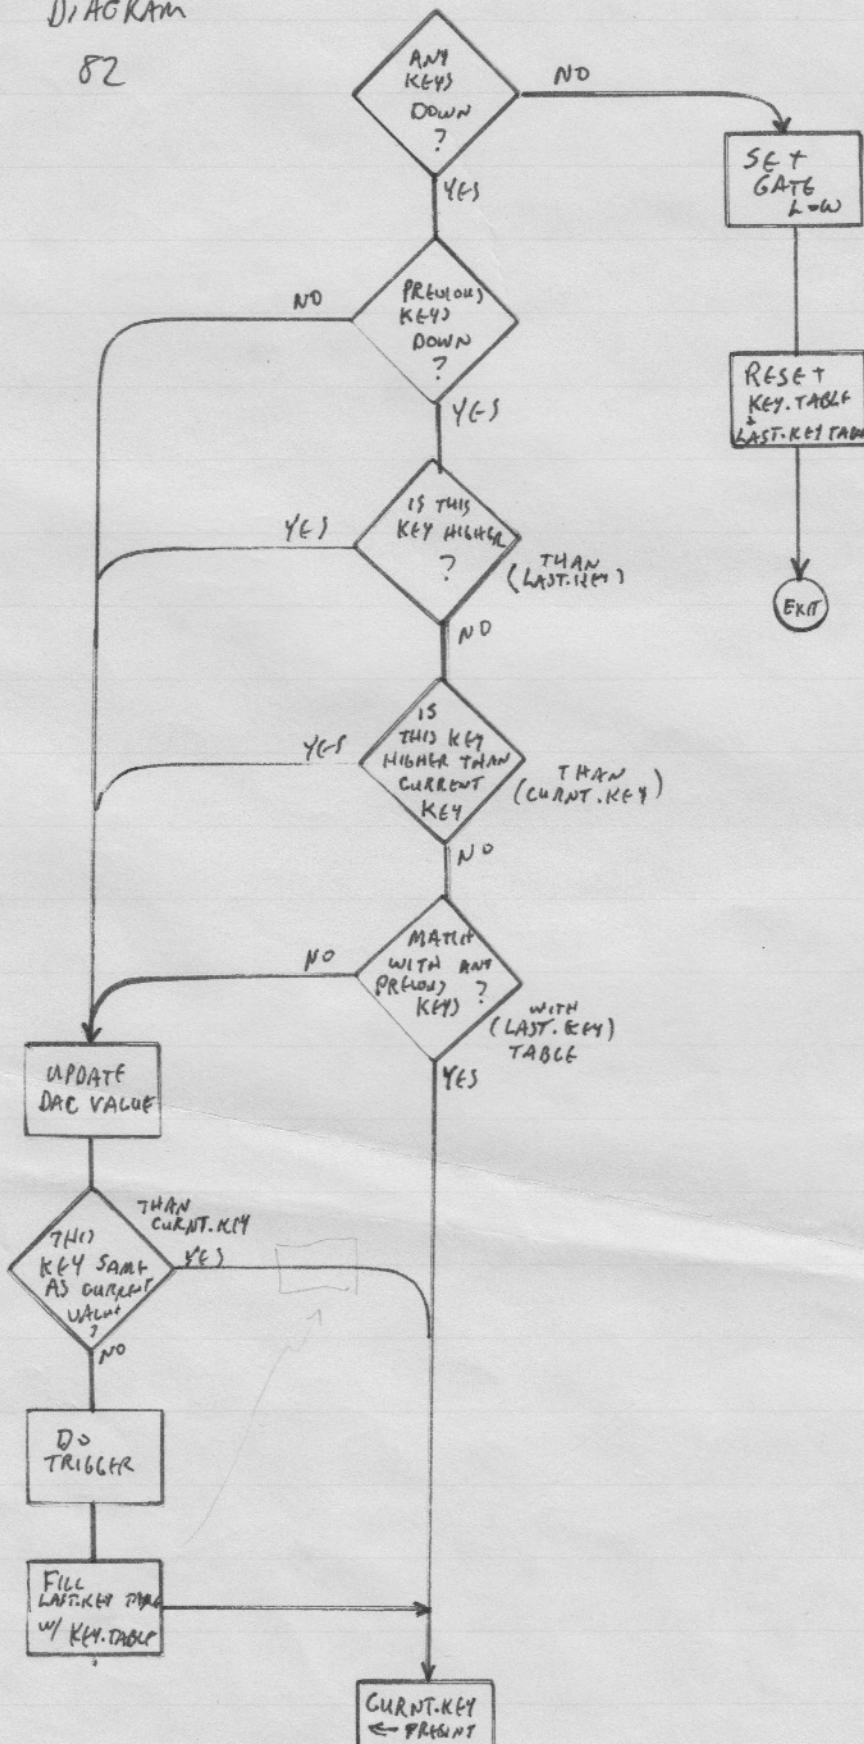 DIAGRAM
82
ANY
KEYS
DOWN
?
NO
YES
SET
GATE
LOW
PREVIOUS
KEYS
DOWN
?
NO
YES
RESET
KEY.TABLE
&
LAST.KEY TAB
EXIT
IS THIS
KEY HIGHER
?
THAN
(LAST.KEY)
YES
NO
IS
THIS KEY
HIGHER THAN
CURRENT
KEY
THAN
(CURNT.KEY)
YES
NO
MATCH
WITH ANY
PREVIOUS
KEYS ?
WITH
(LAST.KEY)
TABLE
NO
YES
UPDATE
DAC VALUE
THAN
CURNT.KEY
THIS
KEY SAME
AS CURRENT
VALUE
?
YES
NO
DO
TRIGGER
FILL
LAST.KEY TABLE
W/ KEY.TABLE
CURNT.KEY
← PRESENT